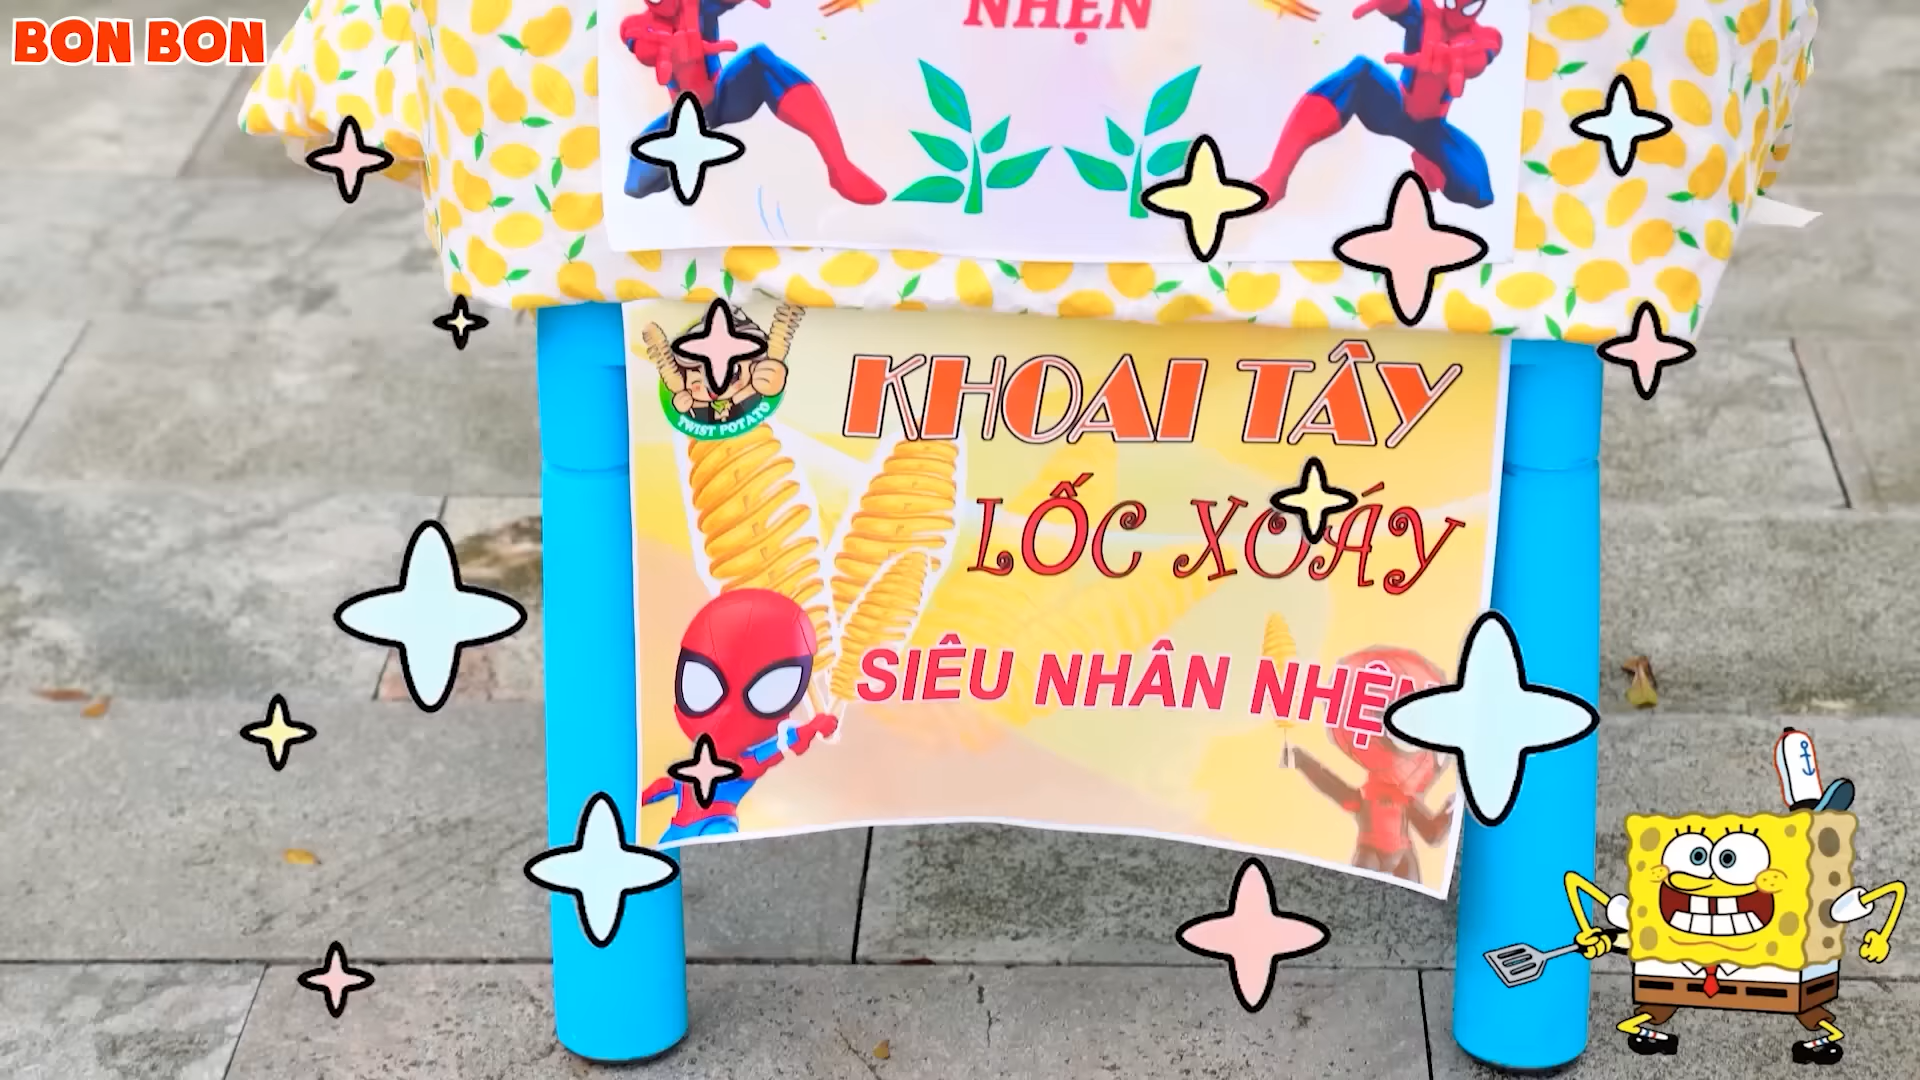 BON BON
NHỆN
TWIST POTATO
KHOAI TÂY
LỐC XOÁY
SIÊU NHÂN NHỆN